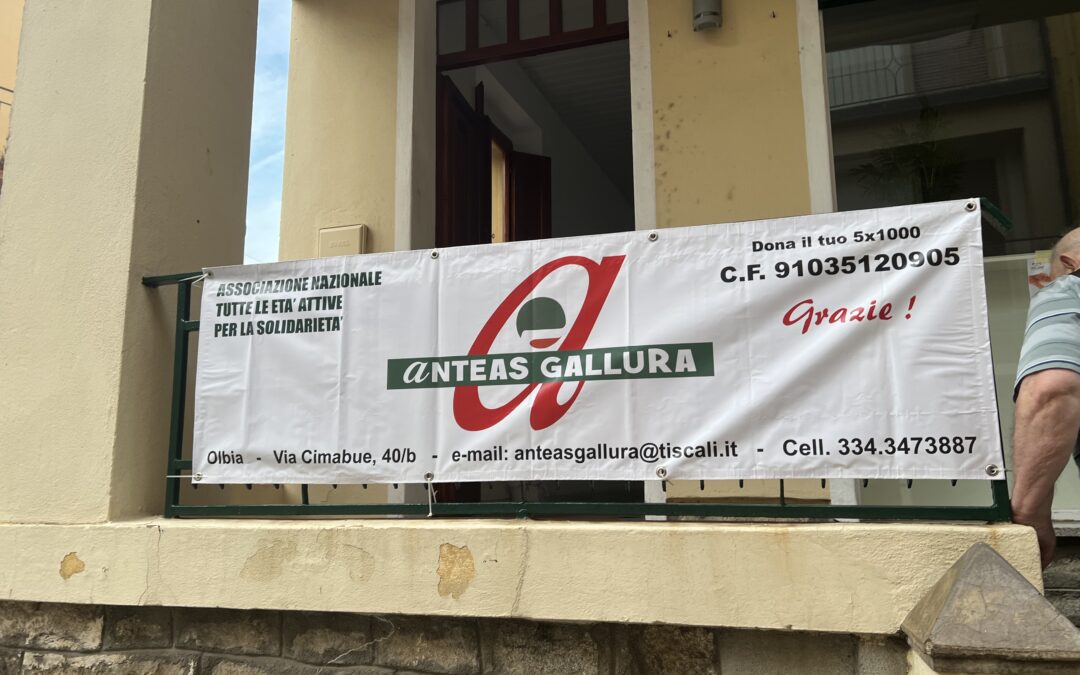 ASSOCIAZIONE NAZIONALE
TUTTE LE ETA' ATTIVE
PER LA SOLIDARIETA'
a
aNTEAS GALLURA
Dona il tuo 5x1000
C.F. 91035120905
Grazie !
Olbia - Via Cimabue, 40/b - e-mail: anteasgallura@tiscali.it - Cell. 334.3473887